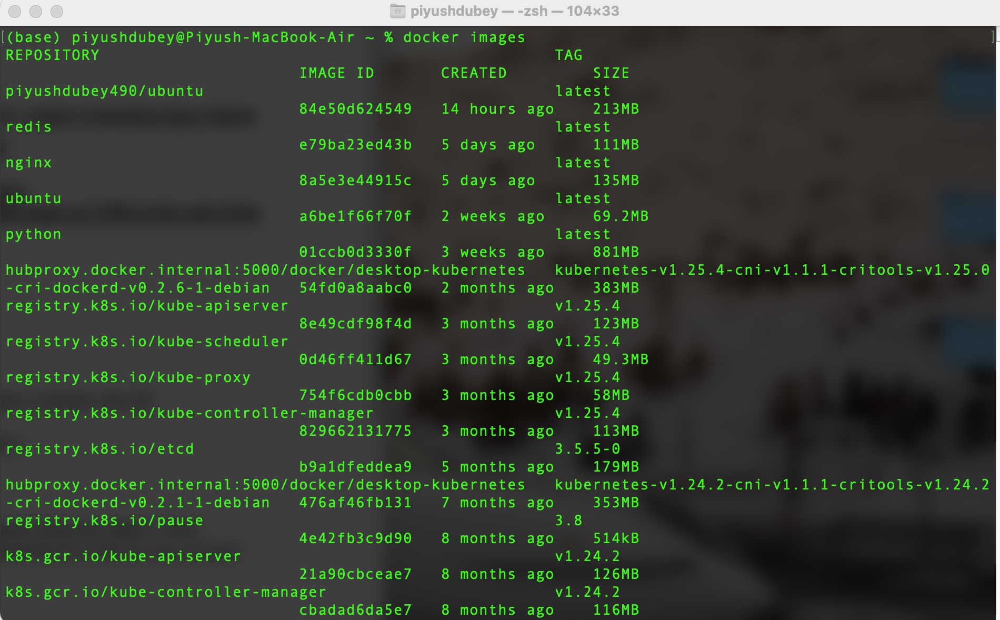 piyushdubey — -zsh — 104×33
[(base) piyushdubey@Piyush-MacBook-Air ~ % docker images ]
REPOSITORY TAG
IMAGE ID CREATED SIZE
piyushdubey490/ubuntu latest
84e50d624549 14 hours ago 213MB
redis latest
e79ba23ed43b 5 days ago 111MB
nginx latest
8a5e3e44915c 5 days ago 135MB
ubuntu latest
a6be1f66f70f 2 weeks ago 69.2MB
python latest
01ccb0d3330f 3 weeks ago 881MB
hubproxy.docker.internal:5000/docker/desktop-kubernetes kubernetes-v1.25.4-cni-v1.1.1-critools-v1.25.0
-cri-dockerd-v0.2.6-1-debian 54fd0a8aabc0 2 months ago 383MB
registry.k8s.io/kube-apiserver v1.25.4
8e49cdf98f4d 3 months ago 123MB
registry.k8s.io/kube-scheduler v1.25.4
0d46ff411d67 3 months ago 49.3MB
registry.k8s.io/kube-proxy v1.25.4
754f6cdb0cbb 3 months ago 58MB
registry.k8s.io/kube-controller-manager v1.25.4
829662131775 3 months ago 113MB
registry.k8s.io/etcd 3.5.5-0
b9a1dfeddea9 5 months ago 179MB
hubproxy.docker.internal:5000/docker/desktop-kubernetes kubernetes-v1.24.2-cni-v1.1.1-critools-v1.24.2
-cri-dockerd-v0.2.1-1-debian 476af46fb131 7 months ago 353MB
registry.k8s.io/pause 3.8
4e42fb3c9d90 8 months ago 514kB
k8s.gcr.io/kube-apiserver v1.24.2
21a90cbceae7 8 months ago 126MB
k8s.gcr.io/kube-controller-manager v1.24.2
cbadad6da5e7 8 months ago 116MB